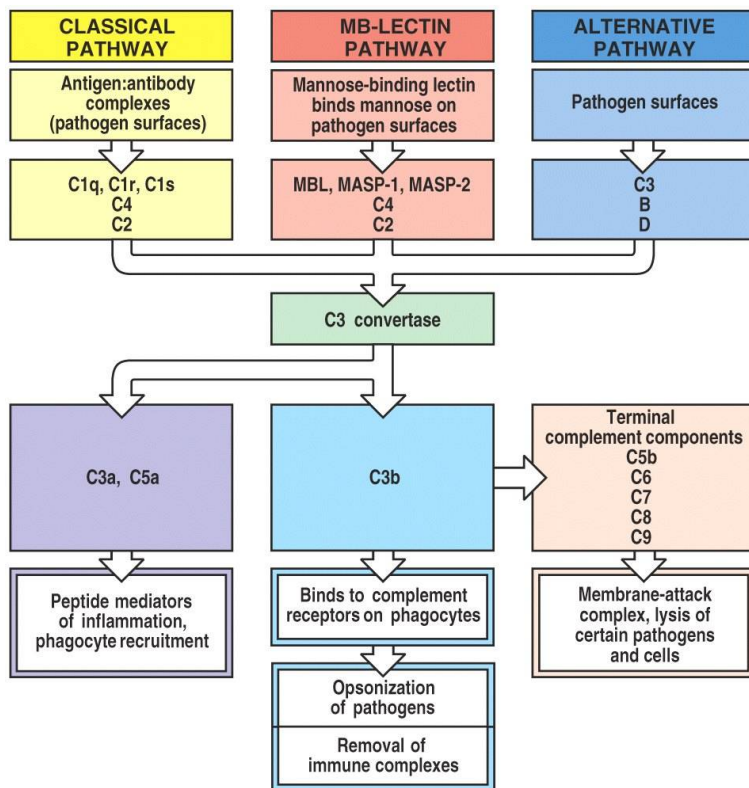 CLASSICAL
PATHWAY
MB-LECTIN
PATHWAY
ALTERNATIVE
PATHWAY
Antigen:antibody
complexes
(pathogen surfaces)
Mannose-binding lectin
binds mannose on
pathogen surfaces
Pathogen surfaces
C1q, C1r, C1s
C4
C2
MBL, MASP-1, MASP-2
C4
C2
C3
B
D
C3 convertase
C3a, C5a
C3b
Terminal
complement components
C5b
C6
C7
C8
C9
Peptide mediators
of inflammation,
phagocyte recruitment
Binds to complement
receptors on phagocytes
Opsonization
of pathogens
Removal of
immune complexes
Membrane-attack
complex, lysis of
certain pathogens
and cells